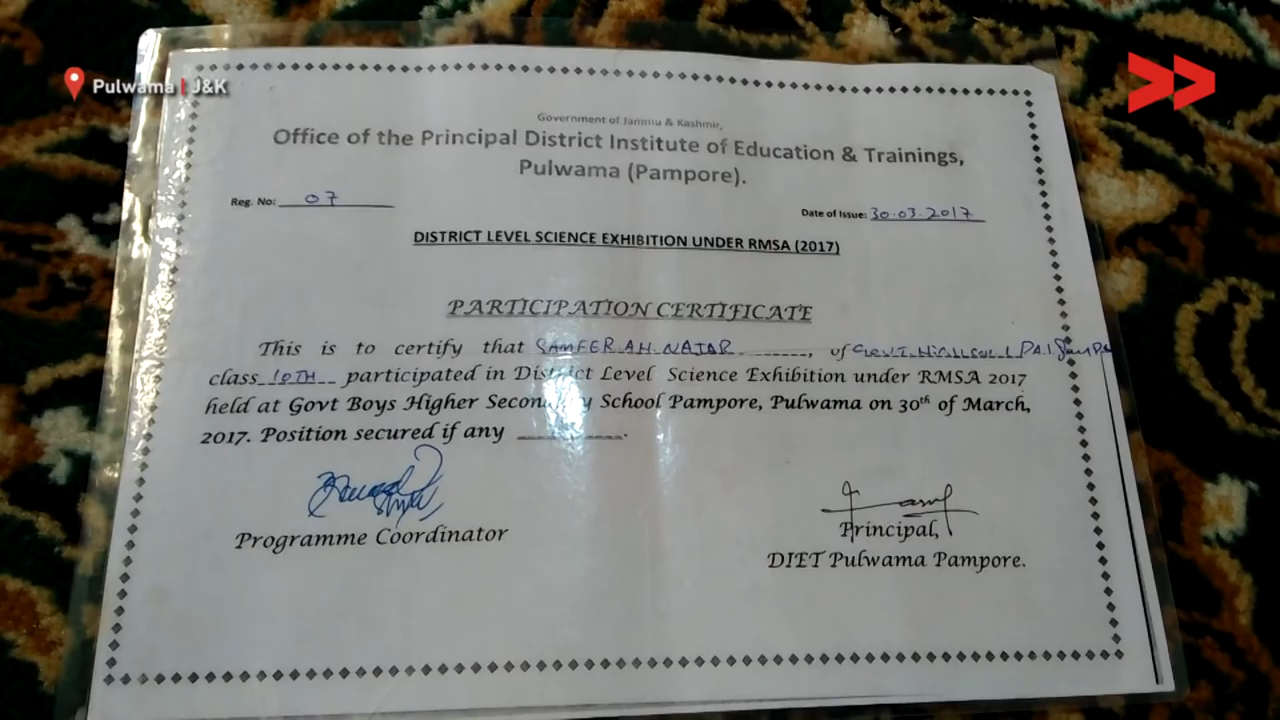 Pulwama | J&K
Government of Jammu & Kashmir,
Office of the Principal District Institute of Education & Trainings,
Pulwama (Pampore).
Reg. No: 07
Date of Issue: 30.03.2017
DISTRICT LEVEL SCIENCE EXHIBITION UNDER RMSA (2017)
PARTICIPATION CERTIFICATE
This is to certify that SAMEER AH. NAJAR, of
class 10TH participated in District Level Science Exhibition under RMSA 2017
held at Govt Boys Higher Secondary School Pampore, Pulwama on 30th of March,
2017. Position secured if any
Programme Coordinator
Principal,
DIET Pulwama Pampore.